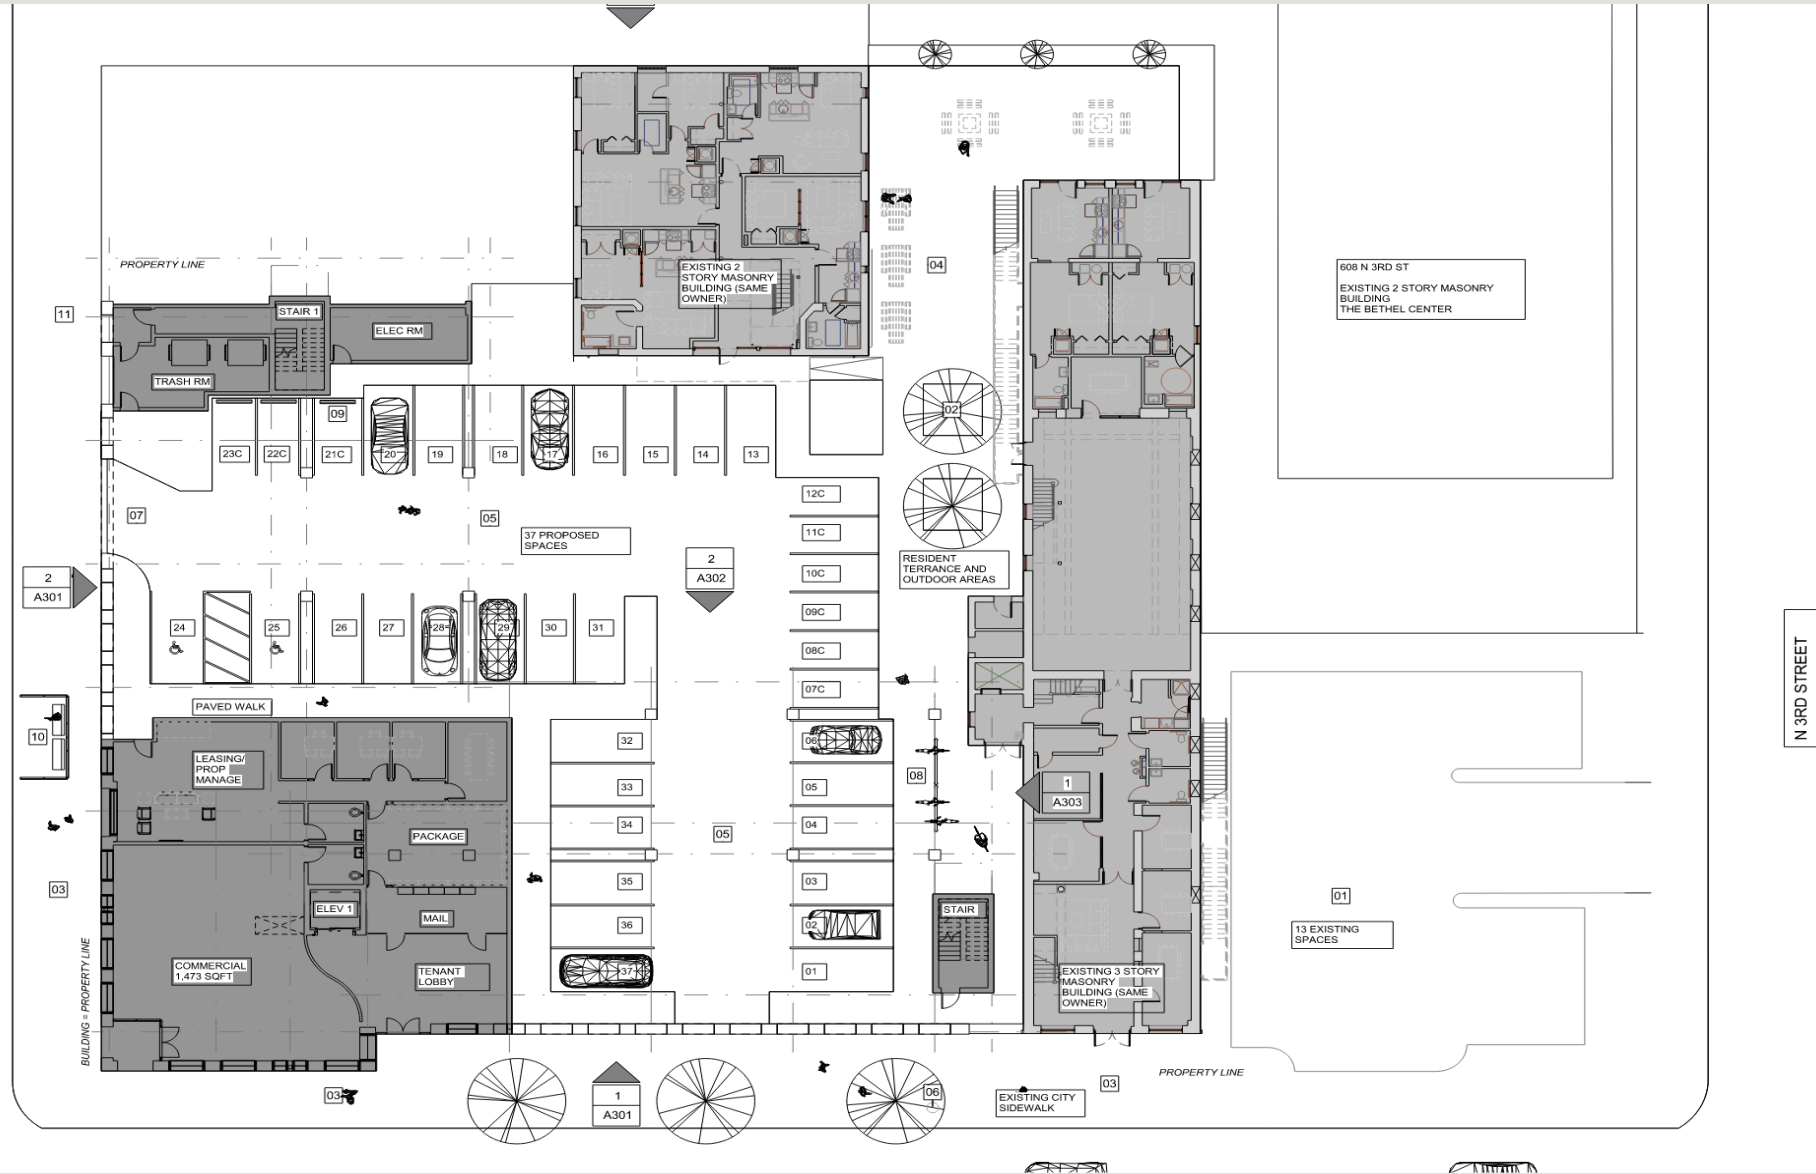 PROPERTY LINE
11
STAIR 1
ELEC RM
TRASH RM
09
EXISTING 2
STORY MASONRY
BUILDING (SAME
OWNER)
04
608 N 3RD ST
EXISTING 2 STORY MASONRY
BUILDING
THE BETHEL CENTER
02
23C
22C
21C
20
19
18
17
16
15
14
13
12C
11C
10C
09C
08C
07C
07
05
37 PROPOSED
SPACES
2
A302
RESIDENT
TERRANCE AND
OUTDOOR AREAS
2
A301
24
25
26
27
28
29
30
31
N 3RD STREET
PAVED WALK
10
LEASING/
PROP
MANAGE
32
33
34
35
36
37
06
05
04
03
02
01
05
08
1
A303
PACKAGE
03
ELEV 1
MAIL
STAIR
01
13 EXISTING
SPACES
COMMERCIAL
1,473 SQFT
TENANT
LOBBY
EXISTING 3 STORY
MASONRY
BUILDING (SAME
OWNER)
BUILDING = PROPERTY LINE
PROPERTY LINE
03
1
A301
06
EXISTING CITY
SIDEWALK
03